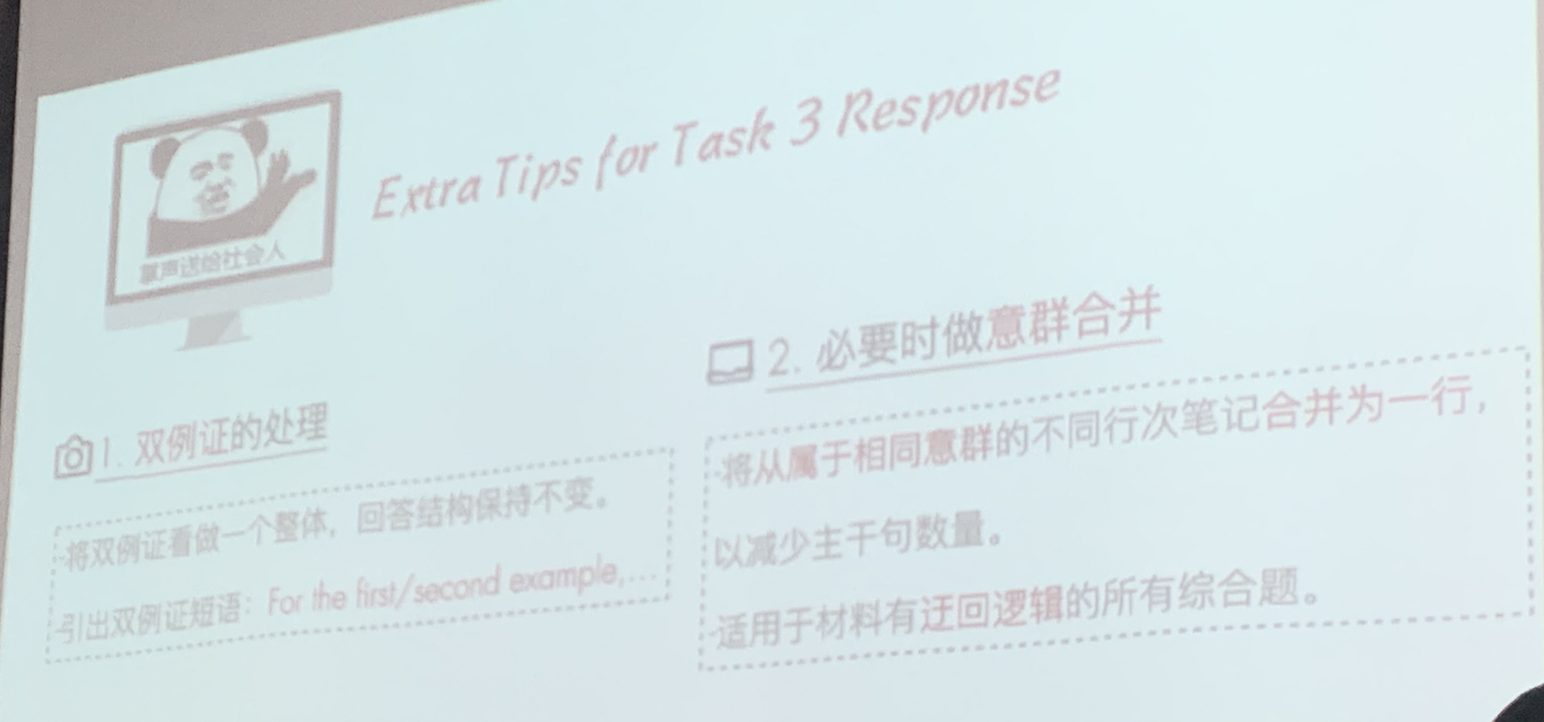 Extra Tips for Task 3 Response
掌声送给社会人
1. 双例证的处理
-将双例证看做一个整体，回答结构保持不变。
-引出双例证短语：For the first/second example,...
2. 必要时做意群合并
-将从属于相同意群的不同行次笔记合并为一行，
以减少主干句数量。
-适用于材料有迂回逻辑的所有综合题。